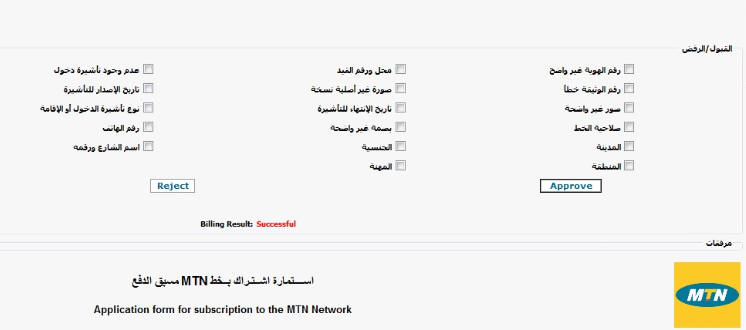 القبول/الرفض
رقم الهوية غير واضح
محل ورقم القيد
عدم وجود تأشيرة دخول
رقم الوثيقة خطأ
صورة غير أصلية نسخة
تاريخ الإصدار للتأشيرة
صور غير واضحة
تاريخ الإنتهاء للتأشيرة
نوع تأشيرة الدخول أو الإقامة
صلاحية الخط
بصمة غير واضحة
رقم الهاتف
المدينة
الجنسية
اسم الشارع ورقمه
المنطقة
المهنة
Approve
Reject
Billing Result: Successful
مرفقات
استمارة اشتراك بخط MTN مسبق الدفع
Application form for subscription to the MTN Network
MTN